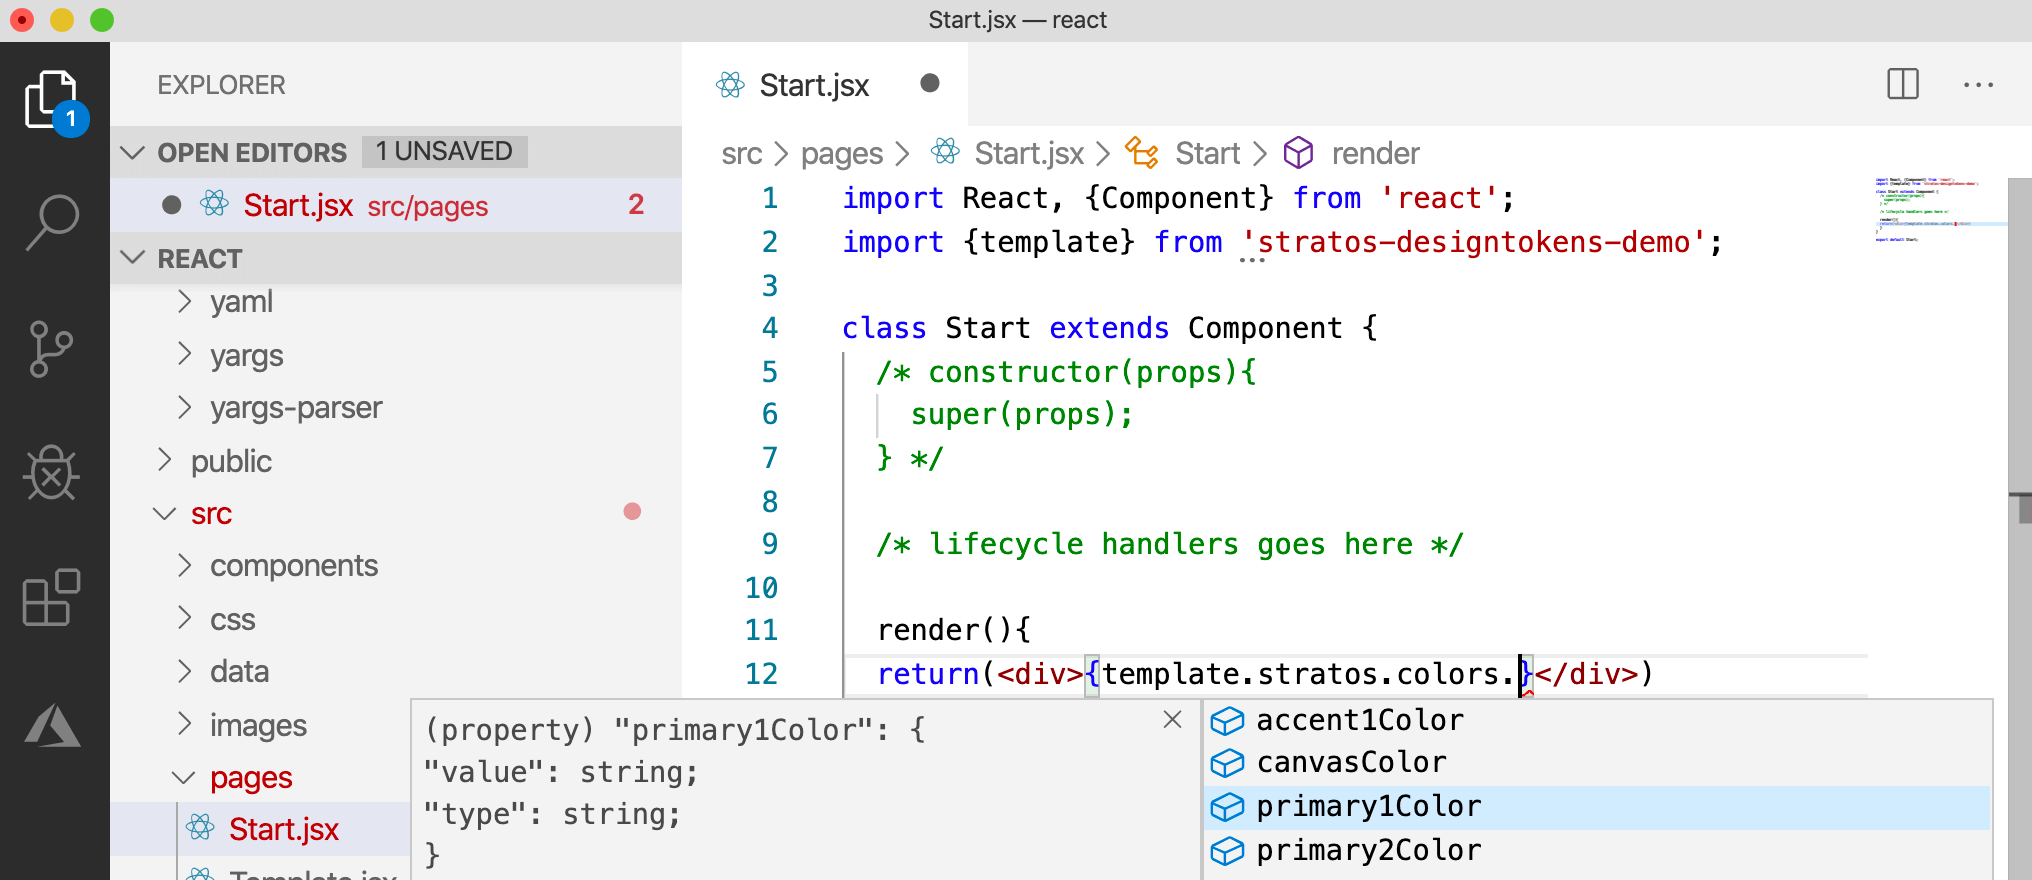 Start.jsx — react
1
EXPLORER
OPEN EDITORS 1 UNSAVED
Start.jsx src/pages 2
REACT
yaml
yargs
yargs-parser
public
src
components
css
data
images
pages
Start.jsx
Template.jsx
Start.jsx
src > pages > Start.jsx > Start > render
1 import React, {Component} from 'react';
2 import {template} from 'stratos-designtokens-demo';
3
4 class Start extends Component {
5 /* constructor(props){
6 super(props);
7 } */
8
9 /* lifecycle handlers goes here */
10
11 render(){
12 return(<div>{template.stratos.colors.}</div>)
(property) "primary1Color": {
"value": string;
"type": string;
}
accent1Color
canvasColor
primary1Color
primary2Color